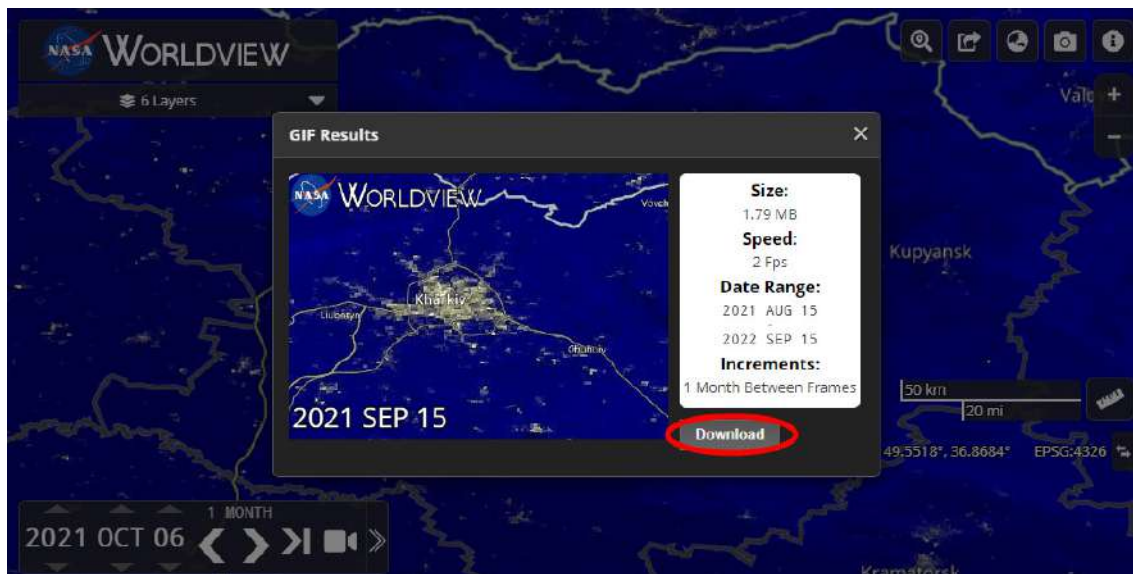 NASA WORLDVIEW
6 Layers
Valu
+
−
GIF Results
×
NASA WORLDVIEW
Vovch
Kharkiv
Liubotyn
Chuhuiv
2021 SEP 15
Size:
1.79 MB
Speed:
2 Fps
Date Range:
2021 AUG 15
-
2022 SEP 15
Increments:
1 Month Between Frames
Download
Kupyansk
50 km
20 mi
49.5518°, 36.8684° EPSG:4326
1 MONTH
2021 OCT 06
Kramatorsk